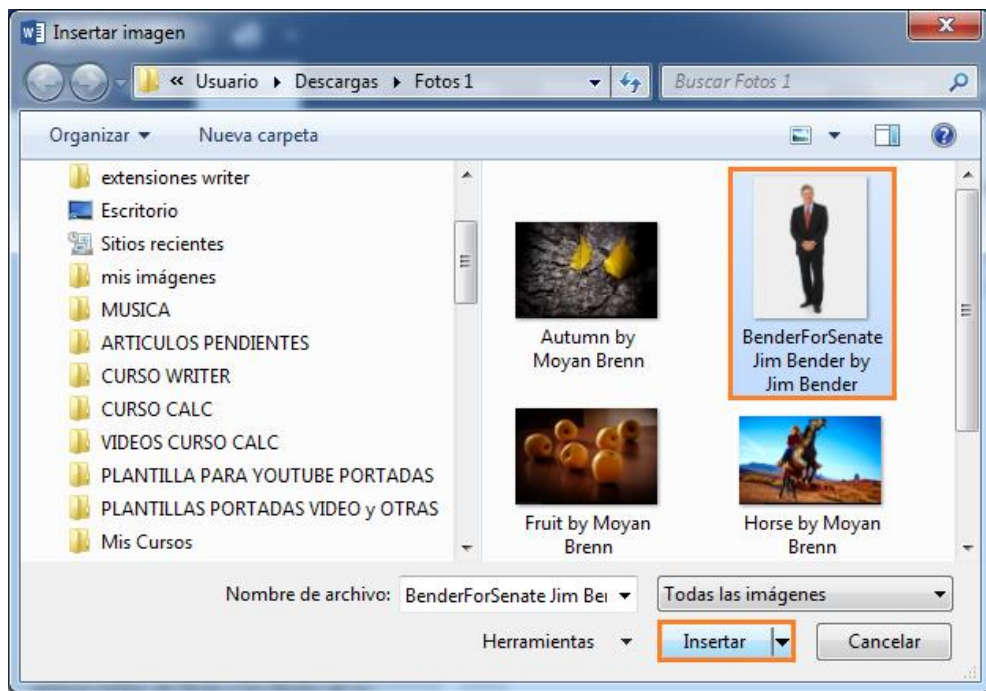 Insertar imagen
« Usuario ▸ Descargas ▸ Fotos 1
Buscar Fotos 1
Organizar
Nueva carpeta
extensiones writer
Escritorio
Sitios recientes
mis imágenes
MUSICA
ARTICULOS PENDIENTES
CURSO WRITER
CURSO CALC
VIDEOS CURSO CALC
PLANTILLA PARA YOUTUBE PORTADAS
PLANTILLAS PORTADAS VIDEO y OTRAS
Mis Cursos
Autumn by
Moyan Brenn
BenderForSenate
Jim Bender by
Jim Bender
Fruit by Moyan
Brenn
Horse by Moyan
Brenn
Nombre de archivo: BenderForSenate Jim Be
Todas las imágenes
Herramientas
Insertar
Cancelar